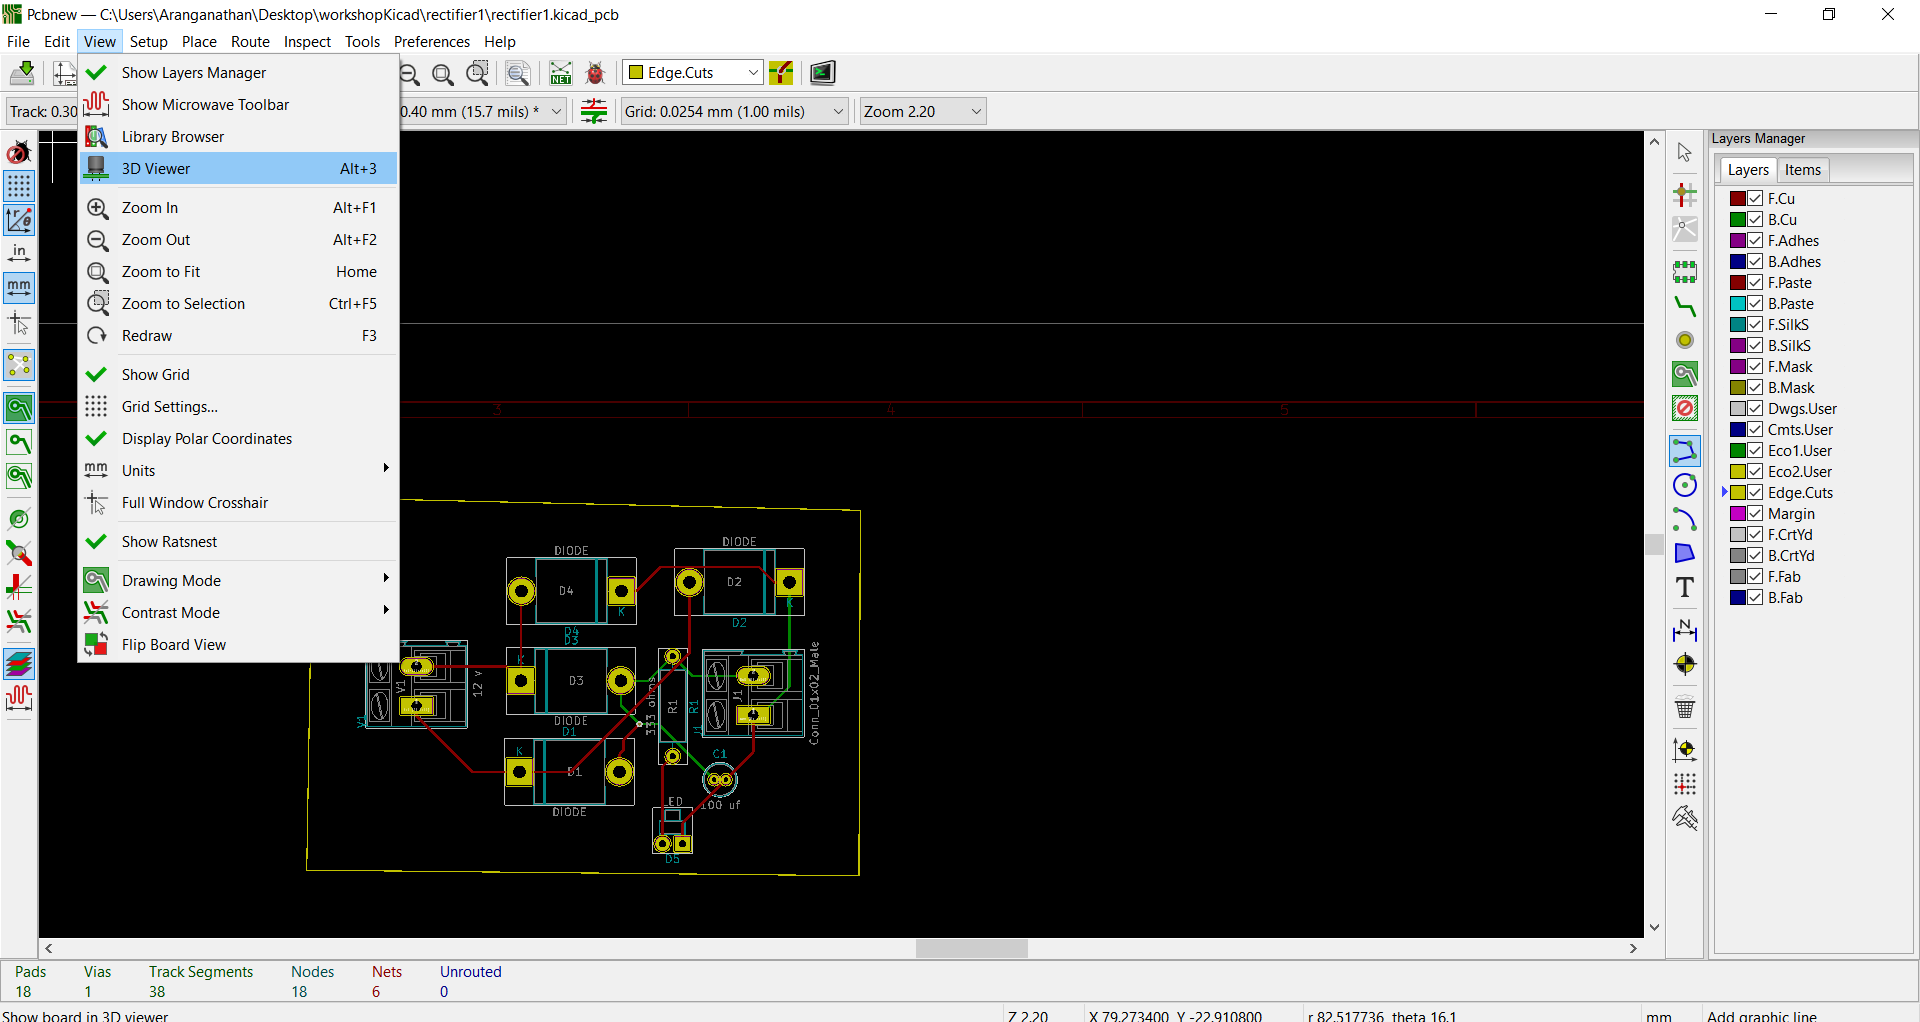 Pcbnew — C:\Users\Aranganathan\Desktop\workshopKicad\rectifier1\rectifier1.kicad_pcb
File Edit View Setup Place Route Inspect Tools Preferences Help
Edge.Cuts
Track: 0.30
0.40 mm (15.7 mils) *
Grid: 0.0254 mm (1.00 mils)
Zoom 2.20
Show Layers Manager
Show Microwave Toolbar
Library Browser
3D Viewer Alt+3
Zoom In Alt+F1
Zoom Out Alt+F2
Zoom to Fit Home
Zoom to Selection Ctrl+F5
Redraw F3
Show Grid
Grid Settings...
Display Polar Coordinates
mm Units
Full Window Crosshair
Show Ratsnest
Drawing Mode
Contrast Mode
Flip Board View
in
mm
NET
3 4 5
DIODE
D4
K
D4
DIODE
D2
K
D2
D3
K
D3
DIODE
D1
K
D1
DIODE
V1
V1
12 v
333 ohms
R1
R1
J1
J1
Conn_01x02_Male
C1
100 uf
LED
D5
T
N
Layers Manager
Layers Items
F.Cu
B.Cu
F.Adhes
B.Adhes
F.Paste
B.Paste
F.SilkS
B.SilkS
F.Mask
B.Mask
Dwgs.User
Cmts.User
Eco1.User
Eco2.User
Edge.Cuts
Margin
F.CrtYd
B.CrtYd
F.Fab
B.Fab
Pads Vias Track Segments Nodes Nets Unrouted
18 1 38 18 6 0
Show board in 3D viewer
Z 2.20
X 79.273400 Y -22.910800
r 82.517736 theta 16.1
mm
Add graphic line